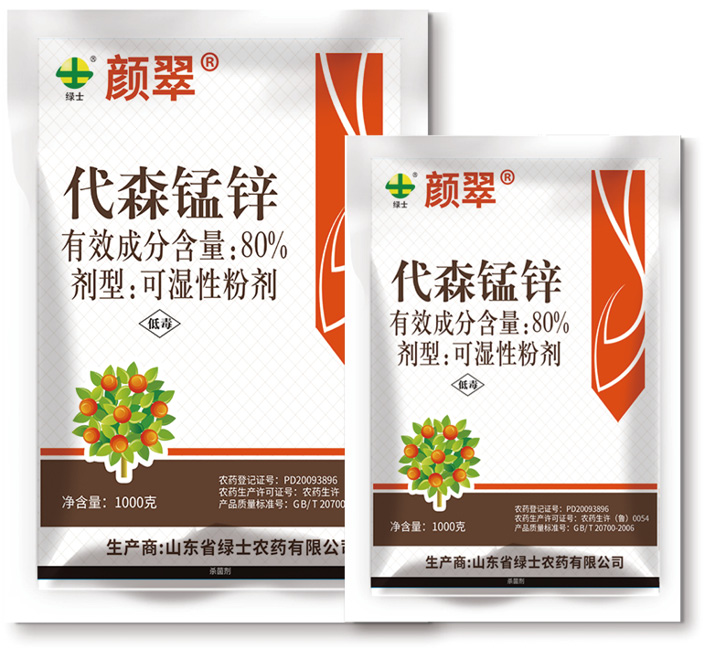 绿士®
颜翠®
代森锰锌
有效成分含量:80%
剂型:可湿性粉剂
低毒
净含量: 1000克
农药登记证号: PD20093896
农药生产许可证号: 农药生许
产品质量标准号: GB/T 20700
生产商:山东省绿士农药有限公司
杀菌剂
绿士®
颜翠®
代森锰锌
有效成分含量:80%
剂型:可湿性粉剂
低毒
净含量: 1000克
农药登记证号: PD20093896
农药生产许可证号: 农药生许（鲁）0054
产品质量标准号: GB/T 20700-2006
生产商:山东省绿士农药有限公司
杀菌剂